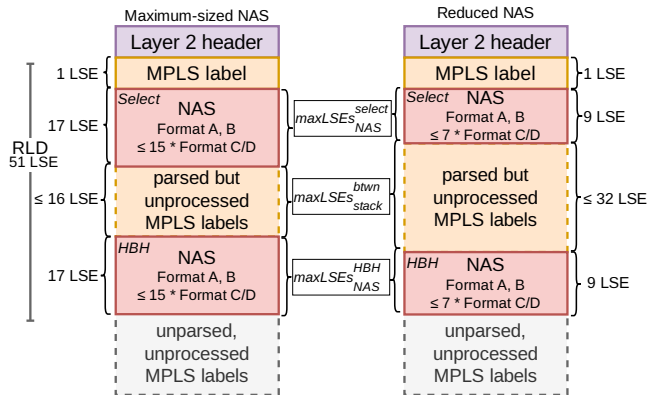 Maximum-sized NAS
Reduced NAS
Layer 2 header
Layer 2 header
1 LSE
MPLS label
MPLS label
1 LSE
Select
NAS
Format A, B
≤ 15 * Format C/D
17 LSE
maxLSEs select NAS
Select
NAS
Format A, B
≤ 7 * Format C/D
9 LSE
RLD
51 LSE
≤ 16 LSE
parsed but
unprocessed
MPLS labels
maxLSEs btwn stack
parsed but
unprocessed
MPLS labels
≤ 32 LSE
17 LSE
HBH
NAS
Format A, B
≤ 15 * Format C/D
maxLSEs HBH NAS
HBH
NAS
Format A, B
≤ 7 * Format C/D
9 LSE
unparsed,
unprocessed
MPLS labels
unparsed,
unprocessed
MPLS labels